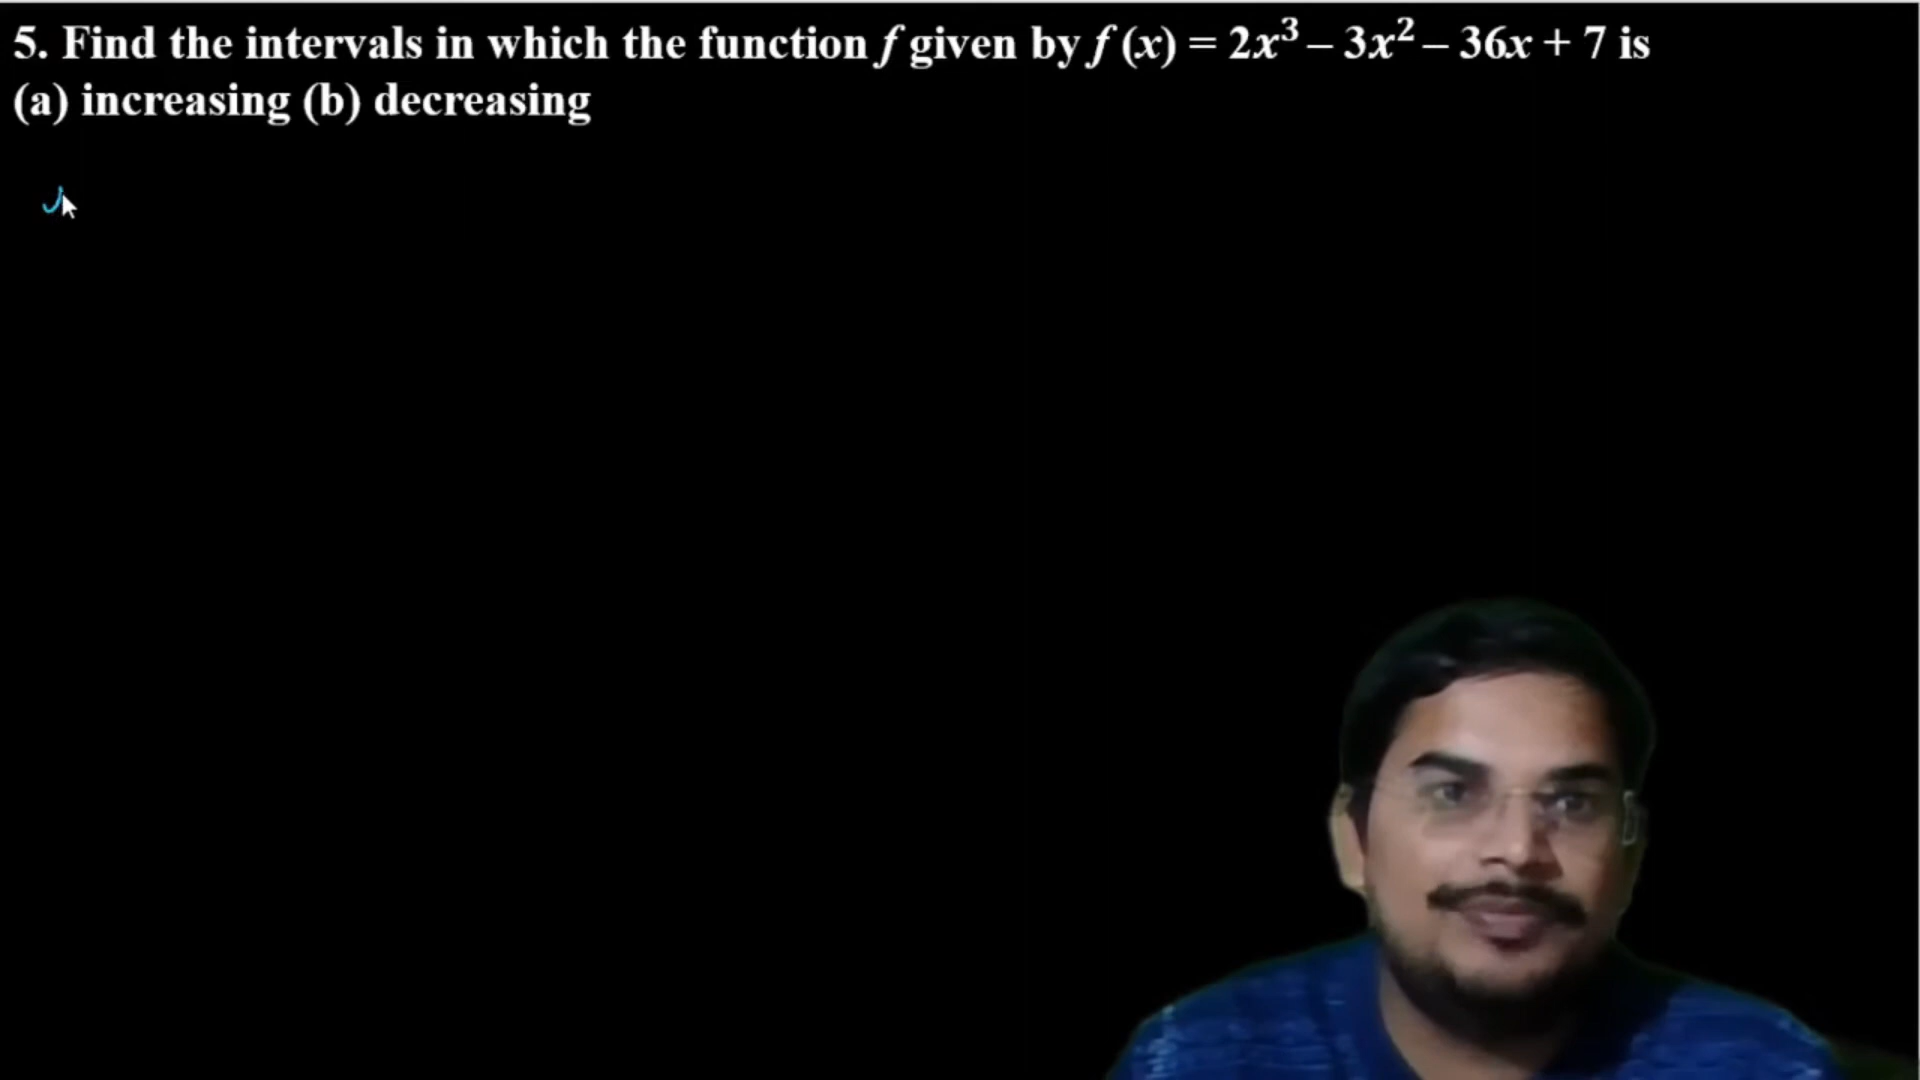 5. Find the intervals in which the function f given by f (x) = 2x³ – 3x² – 36x + 7 is
(a) increasing (b) decreasing